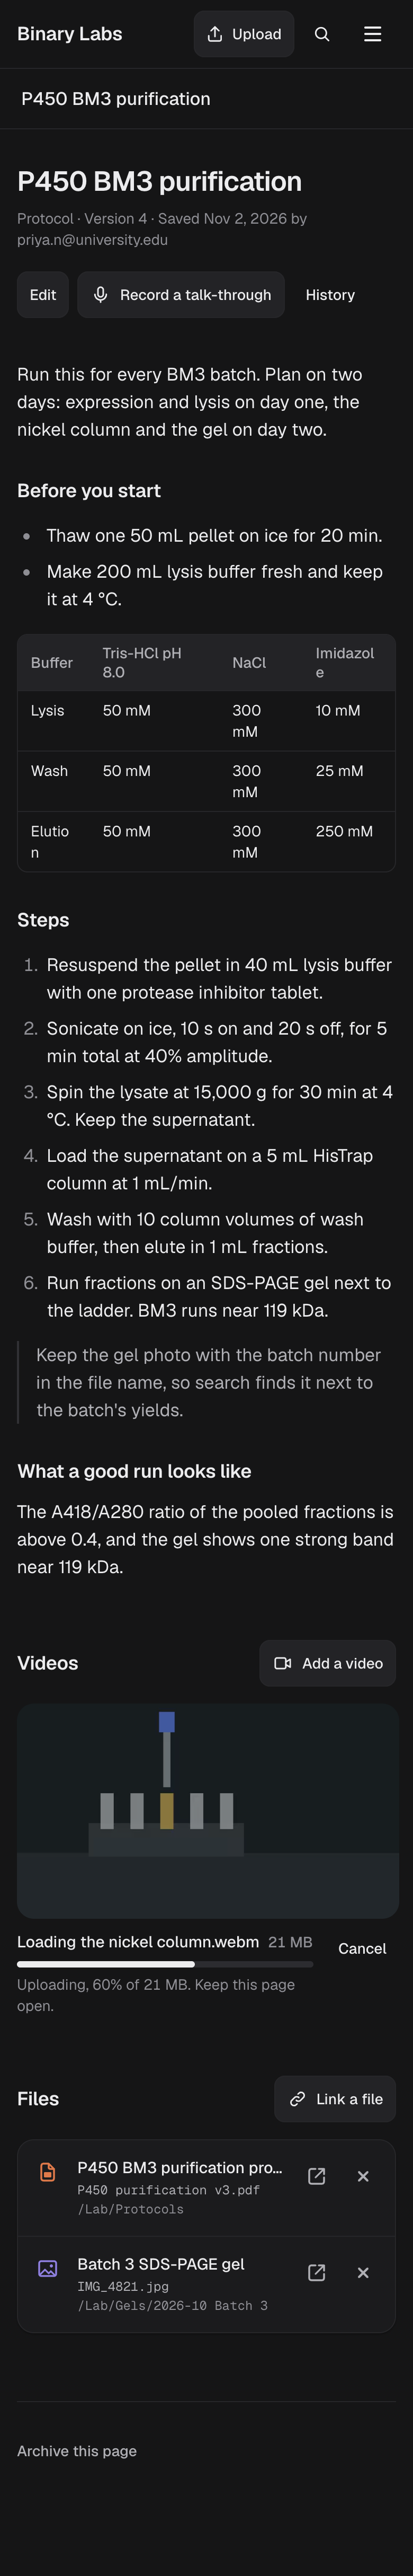 Binary Labs
Upload
P450 BM3 purification
P450 BM3 purification
Protocol · Version 4 · Saved Nov 2, 2026 by
priya.n@university.edu
Edit
Record a talk-through
History
Run this for every BM3 batch. Plan on two
days: expression and lysis on day one, the
nickel column and the gel on day two.
Before you start
• Thaw one 50 mL pellet on ice for 20 min.
• Make 200 mL lysis buffer fresh and keep
it at 4 °C.
Buffer Tris-HCl pH 8.0 NaCl Imidazole
Lysis 50 mM 300 mM 10 mM
Wash 50 mM 300 mM 25 mM
Elution 50 mM 300 mM 250 mM
Steps
1. Resuspend the pellet in 40 mL lysis buffer
with one protease inhibitor tablet.
2. Sonicate on ice, 10 s on and 20 s off, for 5
min total at 40% amplitude.
3. Spin the lysate at 15,000 g for 30 min at 4
°C. Keep the supernatant.
4. Load the supernatant on a 5 mL HisTrap
column at 1 mL/min.
5. Wash with 10 column volumes of wash
buffer, then elute in 1 mL fractions.
6. Run fractions on an SDS-PAGE gel next to
the ladder. BM3 runs near 119 kDa.
Keep the gel photo with the batch number
in the file name, so search finds it next to
the batch's yields.
What a good run looks like
The A418/A280 ratio of the pooled fractions is
above 0.4, and the gel shows one strong band
near 119 kDa.
Videos
Add a video
Loading the nickel column.webm 21 MB
Cancel
Uploading, 60% of 21 MB. Keep this page
open.
Files
Link a file
P450 BM3 purification pro...
P450 purification v3.pdf
/Lab/Protocols
Batch 3 SDS-PAGE gel
IMG_4821.jpg
/Lab/Gels/2026-10 Batch 3
Archive this page